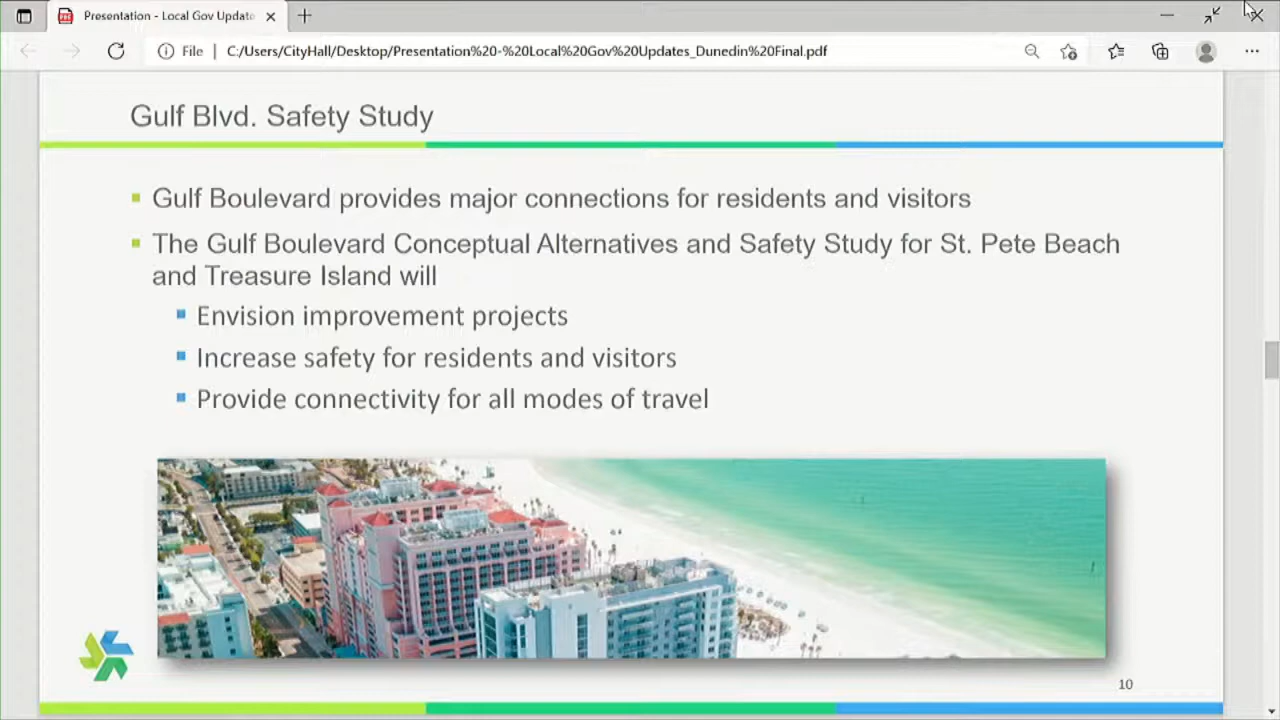 Presentation - Local Gov Update
File
C:/Users/CityHall/Desktop/Presentation%20-%20Local%20Gov%20Updates_Dunedin%20Final.pdf
Gulf Blvd. Safety Study
Gulf Boulevard provides major connections for residents and visitors
The Gulf Boulevard Conceptual Alternatives and Safety Study for St. Pete Beach
and Treasure Island will
Envision improvement projects
Increase safety for residents and visitors
Provide connectivity for all modes of travel
10